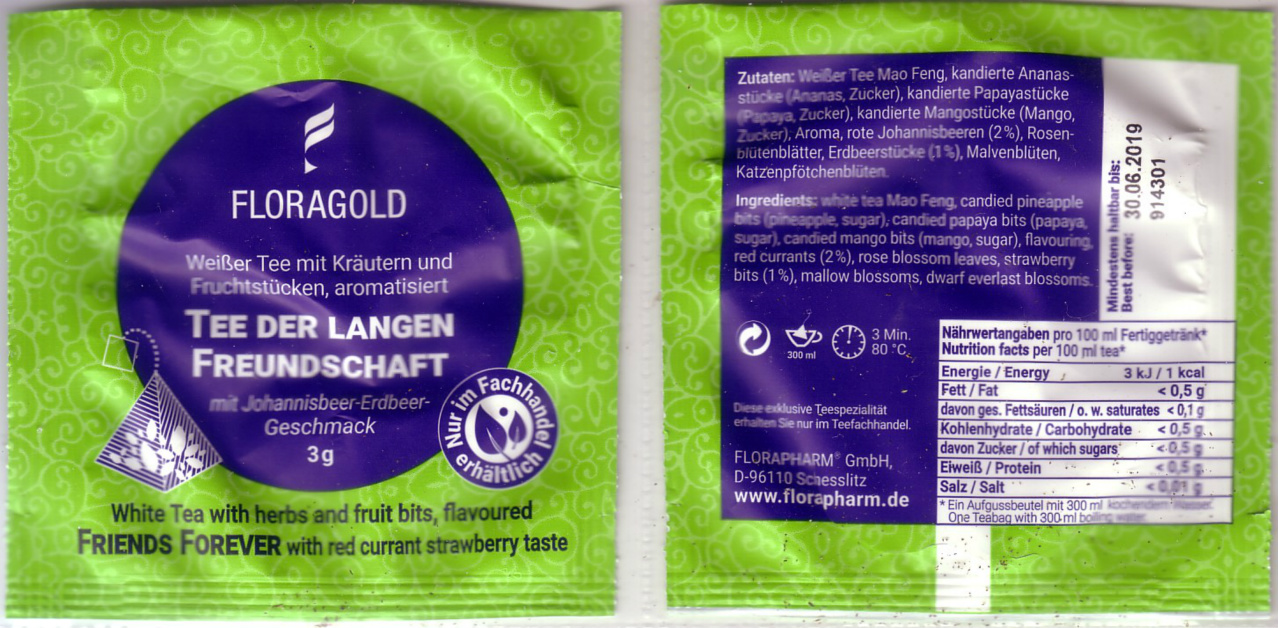 FLORAGOLD
Weißer Tee mit Kräutern und
Fruchtstücken, aromatisiert
TEE DER LANGEN
FREUNDSCHAFT
mit Johannisbeer-Erdbeer-
Geschmack
3 g
Nur im Fachhandel
erhältlich
White Tea with herbs and fruit bits, flavoured
FRIENDS FOREVER with red currant strawberry taste
Zutaten: Weißer Tee Mao Feng, kandierte Ananas-
stücke (Ananas, Zucker), kandierte Papayastücke
(Papaya, Zucker), kandierte Mangostücke (Mango,
Zucker), Aroma, rote Johannisbeeren (2%), Rosen-
blütenblätter, Erdbeerstücke (1%), Malvenblüten,
Katzenpfötchenblüten.
Ingredients: white tea Mao Feng, candied pineapple
bits (pineapple, sugar), candied papaya bits (papaya,
sugar), candied mango bits (mango, sugar), flavouring,
red currants (2%), rose blossom leaves, strawberry
bits (1%), mallow blossoms, dwarf everlast blossoms.
Mindestens haltbar bis:
Best before:
30.06.2019
914301
300 ml
3 Min.
80 °C
Diese exklusive Teespezialität
erhalten Sie nur im Teefachhandel.
FLORAPHARM® GmbH,
D-96110 Schesslitz
www.florapharm.de
Nährwertangaben pro 100 ml Fertiggetränk*
Nutrition facts per 100 ml tea*
Energie / Energy 3 kJ / 1 kcal
Fett / Fat < 0,5 g
davon ges. Fettsäuren / o. w. saturates < 0,1 g
Kohlenhydrate / Carbohydrate < 0,5 g
davon Zucker / of which sugars < 0,5 g
Eiweiß / Protein < 0,5 g
Salz / Salt < 0,01 g
* Ein Aufgussbeutel mit 300 ml kochendem Wasser.
One Teabag with 300 ml boiling water.